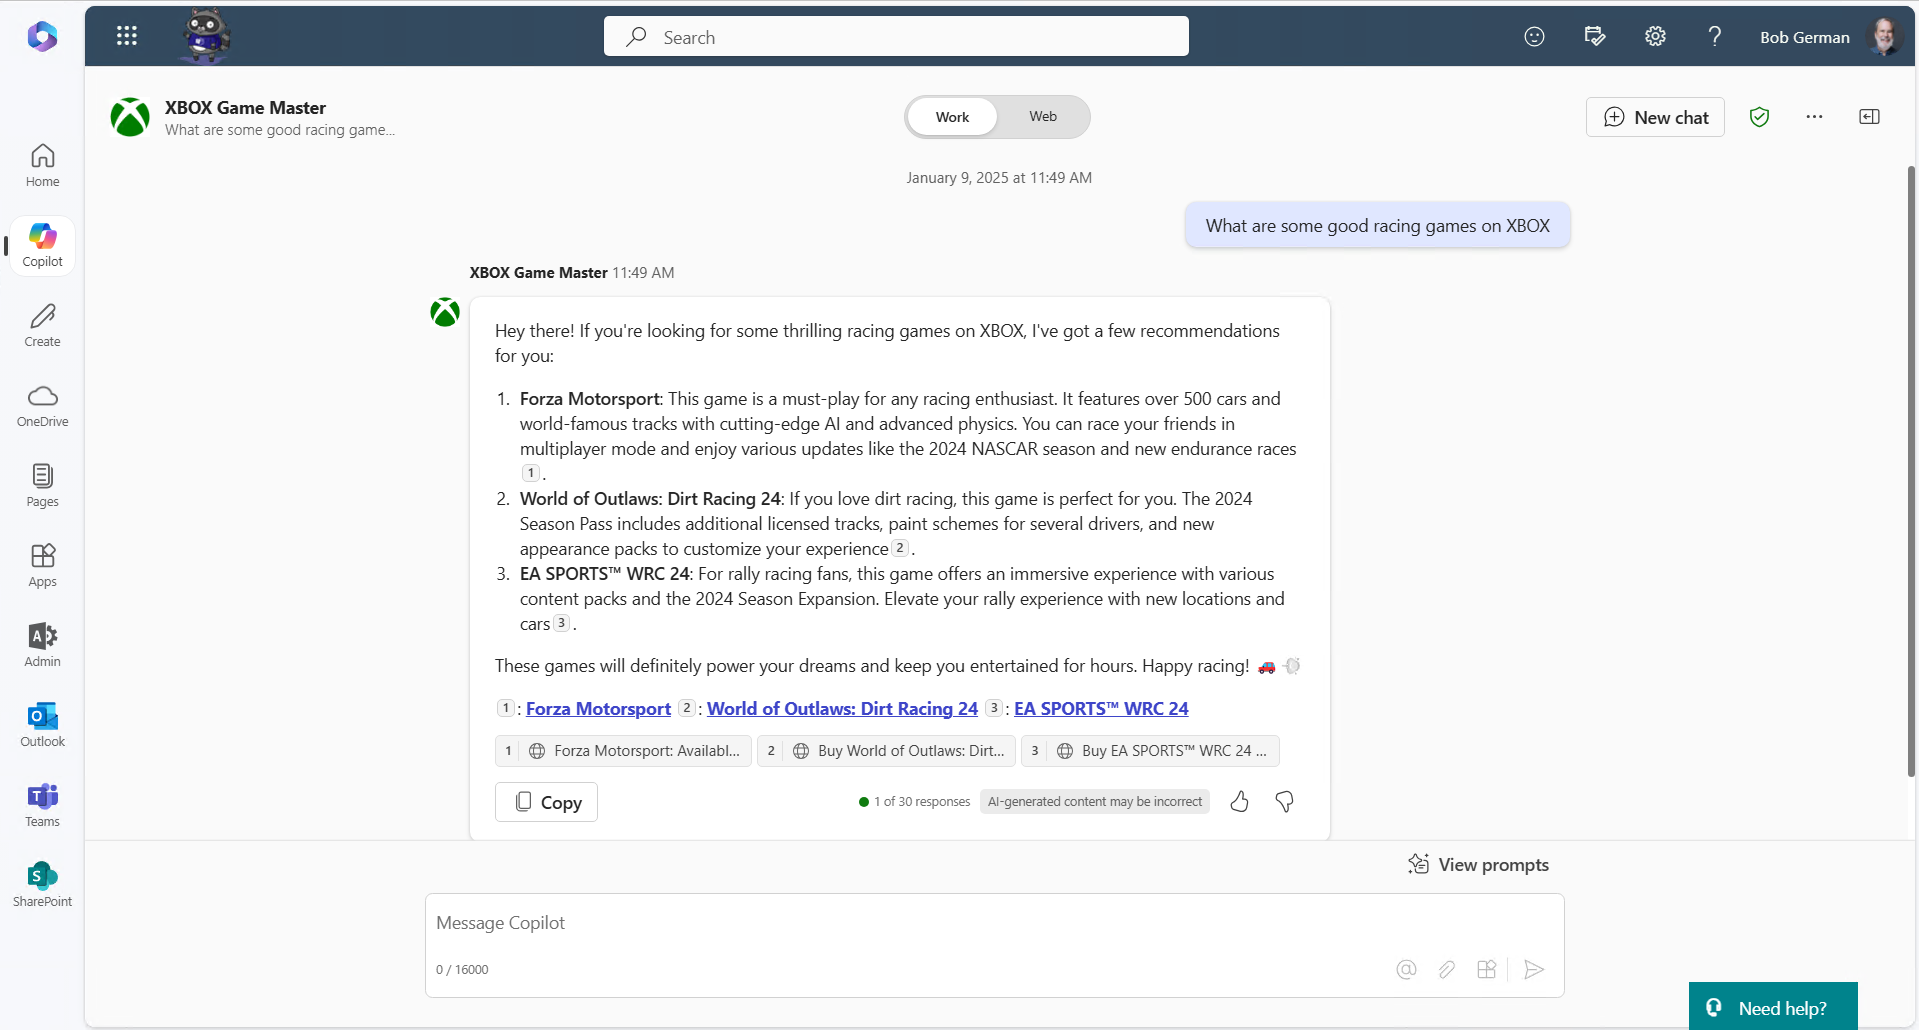 Search
Bob German
Home
Copilot
Create
OneDrive
Pages
Apps
Admin
Outlook
Teams
SharePoint
XBOX Game Master
What are some good racing game...
Work
Web
New chat
January 9, 2025 at 11:49 AM
What are some good racing games on XBOX
XBOX Game Master 11:49 AM
Hey there! If you're looking for some thrilling racing games on XBOX, I've got a few recommendations
for you:
1. Forza Motorsport: This game is a must-play for any racing enthusiast. It features over 500 cars and
world-famous tracks with cutting-edge AI and advanced physics. You can race your friends in
multiplayer mode and enjoy various updates like the 2024 NASCAR season and new endurance races
1 .
2. World of Outlaws: Dirt Racing 24: If you love dirt racing, this game is perfect for you. The 2024
Season Pass includes additional licensed tracks, paint schemes for several drivers, and new
appearance packs to customize your experience 2 .
3. EA SPORTS™ WRC 24: For rally racing fans, this game offers an immersive experience with various
content packs and the 2024 Season Expansion. Elevate your rally experience with new locations and
cars 3 .
These games will definitely power your dreams and keep you entertained for hours. Happy racing! 🚗💨
1 : Forza Motorsport 2 : World of Outlaws: Dirt Racing 24 3 : EA SPORTS™ WRC 24
1 Forza Motorsport: Availabl... 2 Buy World of Outlaws: Dirt... 3 Buy EA SPORTS™ WRC 24 ...
Copy
1 of 30 responses
AI-generated content may be incorrect
View prompts
Message Copilot
0 / 16000
Need help?